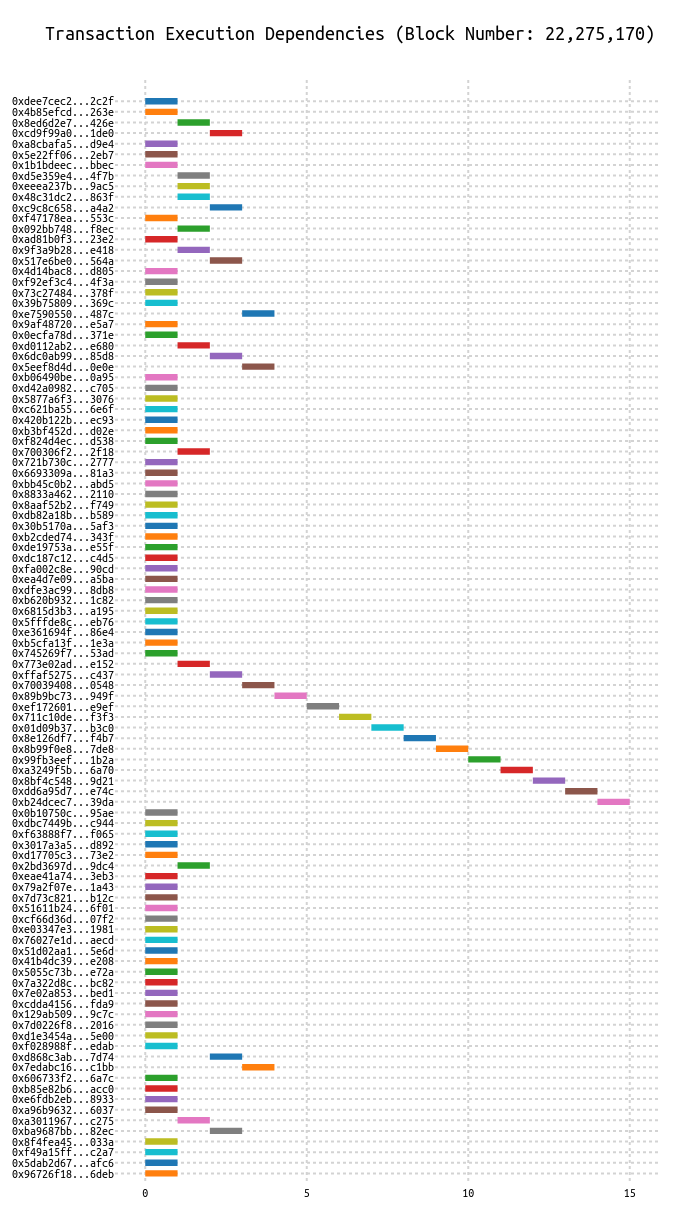 Transaction Execution Dependencies (Block Number: 22,275,170)
0xdee7cec2...2c2f
0x4b85efcd...263e
0x8ed6d2e7...426e
0xcd9f99a0...1de0
0xa8cbafa5...d9e4
0x5e22ff06...2eb7
0x1b1bdeec...bbec
0xd5e359e4...4f7b
0xeeea237b...9ac5
0x48c31dc2...863f
0xc9c8c658...a4a2
0xf47178ea...553c
0x092bb748...f8ec
0xad81b0f3...23e2
0x9f3a9b28...e418
0x517e6be0...564a
0x4d14bac8...d805
0xf92ef3c4...4f3a
0x73c27484...378f
0x39b75809...369c
0xe7590550...487c
0x9af48720...e5a7
0x0ecfa78d...371e
0xd0112ab2...e680
0x6dc0ab99...85d8
0x5eef8d4d...0e0e
0xb06490be...0a95
0xd42a0982...c705
0x5877a6f3...3076
0xc621ba55...6e6f
0x420b122b...ec93
0xb3bf452d...d02e
0xf824d4ec...d538
0x700306f2...2f18
0x721b730c...2777
0x6693309a...81a3
0xbb45c0b2...abd5
0x8833a462...2110
0x8aaf52b2...f749
0xdb82a18b...b589
0x30b5170a...5af3
0xb2cded74...343f
0xde19753a...e55f
0xdc187c12...c4d5
0xfa002c8e...90cd
0xea4d7e09...a5ba
0xdfe3ac99...8db8
0xb620b932...1c82
0x6815d3b3...a195
0x5fffde8c...eb76
0xe361694f...86e4
0xb5cfa13f...1e3a
0x745269f7...53ad
0x773e02ad...e152
0xffaf5275...c437
0x70039408...0548
0x89b9bc73...949f
0xef172601...e9ef
0x711c10de...f3f3
0x01d09b37...b3c0
0x8e126df7...f4b7
0x8b99f0e8...7de8
0x99fb3eef...1b2a
0xa3249f5b...6a70
0x8bf4c548...9d21
0xdd6a95d7...e74c
0xb24dcec7...39da
0x0b10750c...95ae
0xdbc7449b...c944
0xf63888f7...f065
0x3017a3a5...d892
0xd17705c3...73e2
0x2bd3697d...9dc4
0xeae41a74...3eb3
0x79a2f07e...1a43
0x7d73c821...b12c
0x51611b24...6f01
0xcf66d36d...07f2
0xe03347e3...1981
0x76027e1d...aecd
0x51d02aa1...5e6d
0x41b4dc39...e208
0x5055c73b...e72a
0x7a322d8c...bc82
0x7e02a853...bed1
0xcdda4156...fda9
0x129ab509...9c7c
0x7d0226f8...2016
0xd1e3454a...5e00
0xf028988f...edab
0xd868c3ab...7d74
0x7edabc16...c1bb
0x606733f2...6a7c
0xb85e82b6...acc0
0xe6fdb2eb...8933
0xa96b9632...6037
0xa3011967...c275
0xba9687bb...82ec
0x8f4fea45...033a
0xf49a15ff...c2a7
0x5dab2d67...afc6
0x96726f18...6deb
0 5 10 15